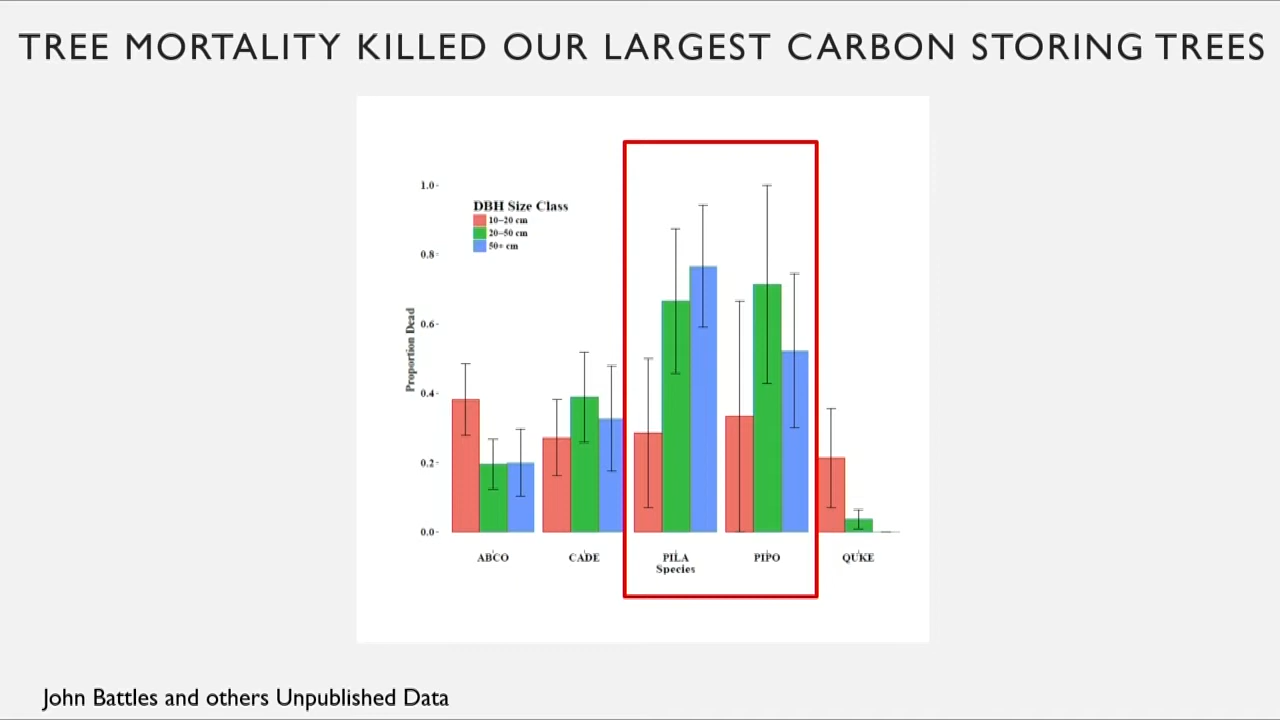 TREE MORTALITY KILLED OUR LARGEST CARBON STORING TREES
1.0
DBH Size Class
10–20 cm
20–50 cm
50+ cm
0.8
0.6
Proportion Dead
0.4
0.2
0.0
ABCO CADE PILA PIPO QUKE
Species
John Battles and others Unpublished Data